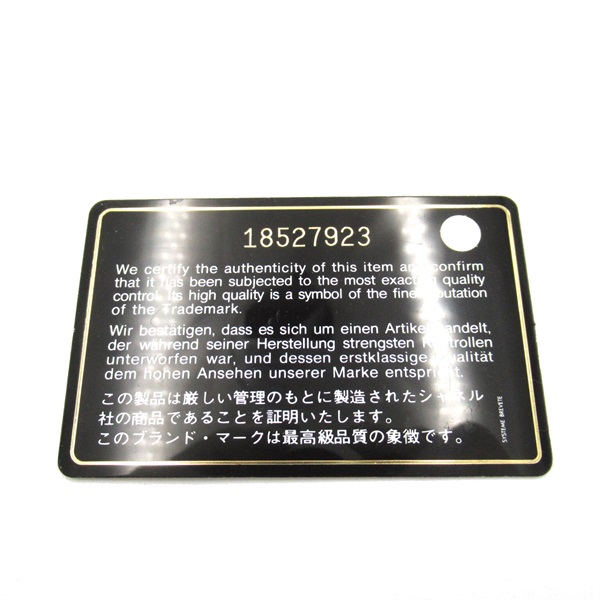 18527923
We certify the authenticity of this item and confirm
that it has been subjected to the most exacting quality
control. Its high quality is a symbol of the fine reputation
of the Trademark.
Wir bestätigen, dass es sich um einen Artikel handelt,
der während seiner Herstellung strengsten Kontrollen
unterworfen war, und dessen erstklassige Qualität
dem hohen Ansehen unserer Marke entspricht.
この製品は厳しい管理のもとに製造されたシャネル
社の商品であることを証明いたします。
このブランド・マークは最高級品質の象徴です。
SYSTEME BREVETE